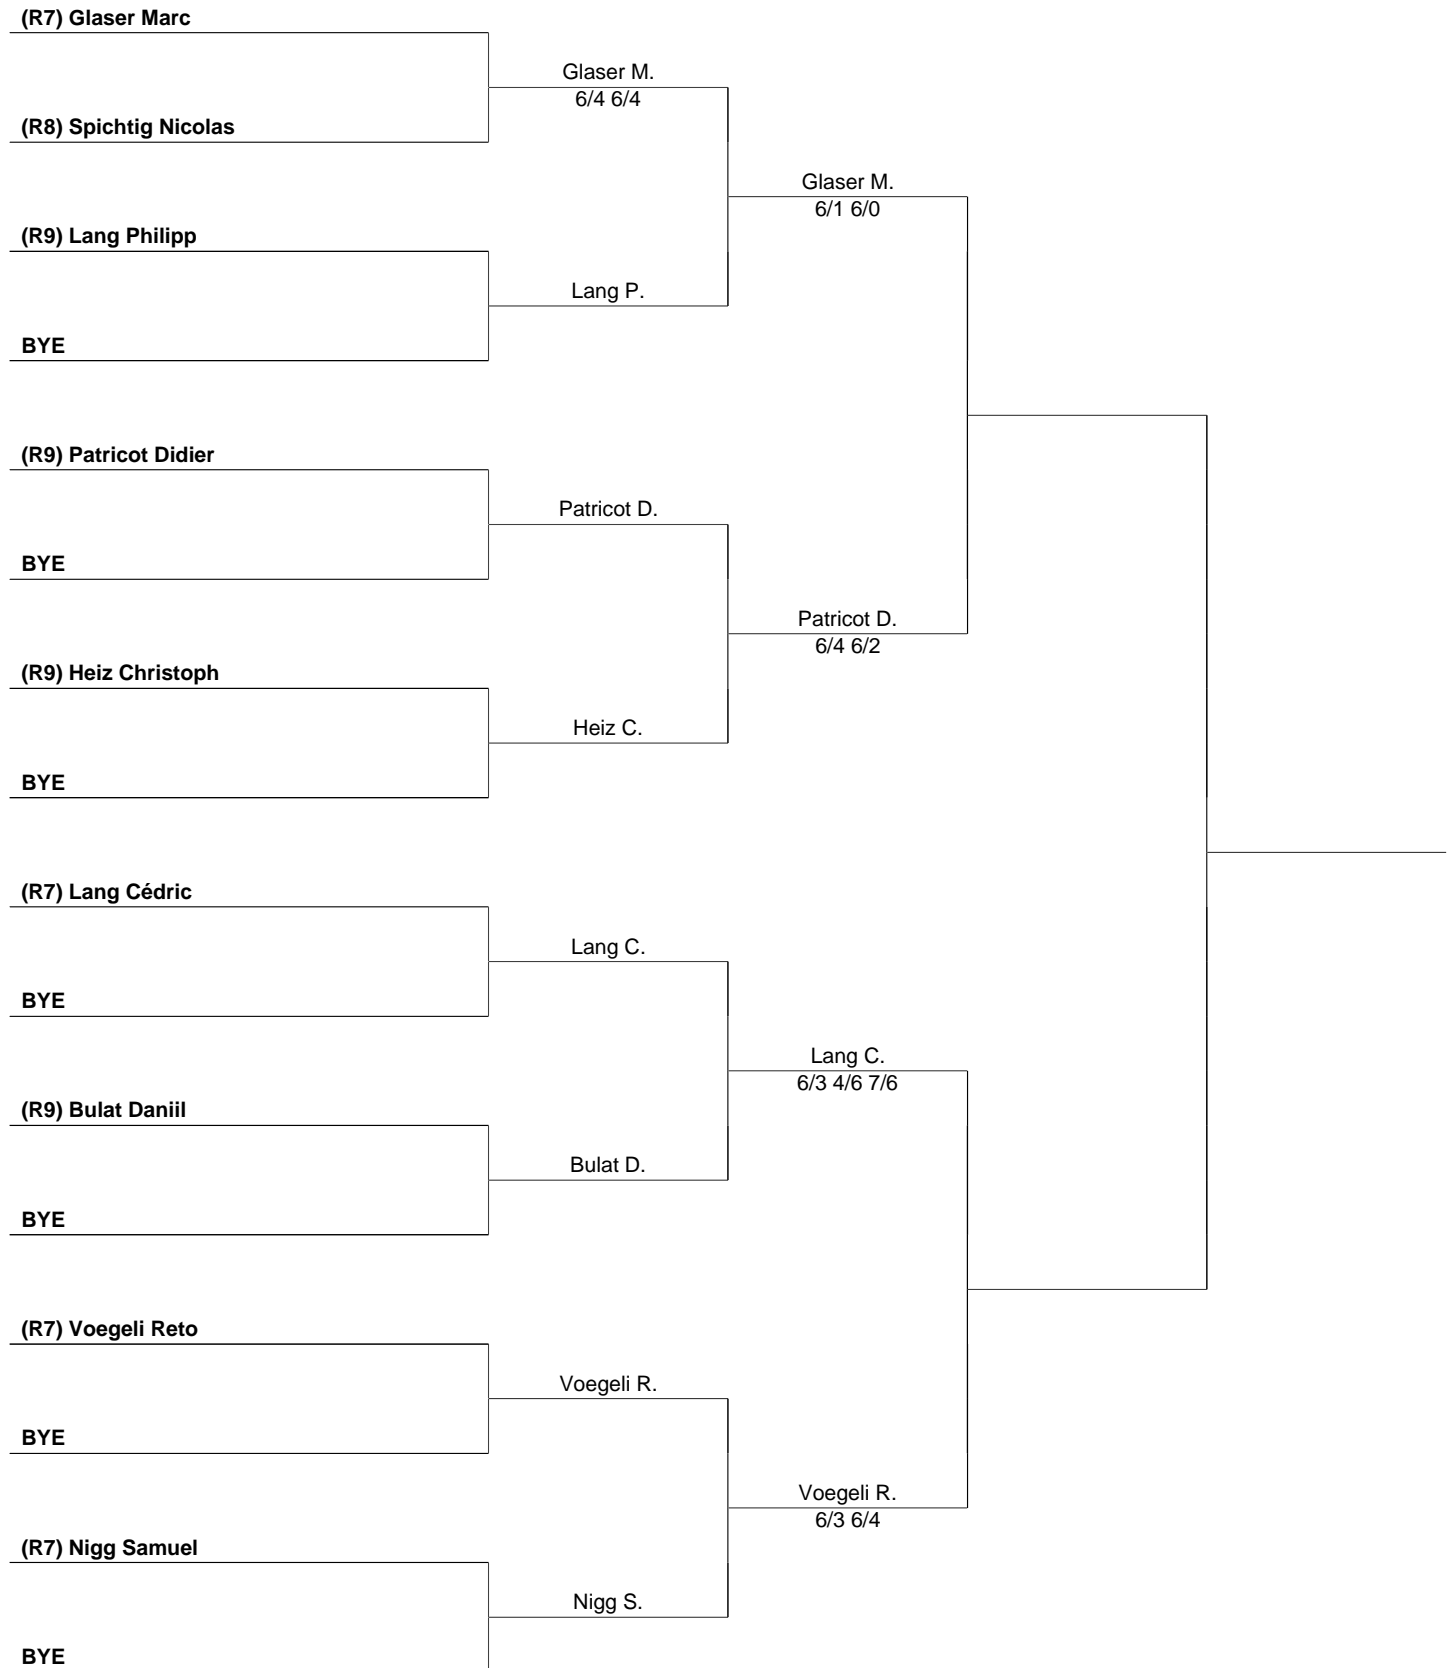 (R7) Glaser Marc
Glaser M.
6/4 6/4
(R8) Spichtig Nicolas
Glaser M.
6/1 6/0
(R9) Lang Philipp
Lang P.
BYE
(R9) Patricot Didier
Patricot D.
BYE
Patricot D.
6/4 6/2
(R9) Heiz Christoph
Heiz C.
BYE
(R7) Lang Cédric
Lang C.
BYE
Lang C.
6/3 4/6 7/6
(R9) Bulat Daniil
Bulat D.
BYE
(R7) Voegeli Reto
Voegeli R.
BYE
Voegeli R.
6/3 6/4
(R7) Nigg Samuel
Nigg S.
BYE